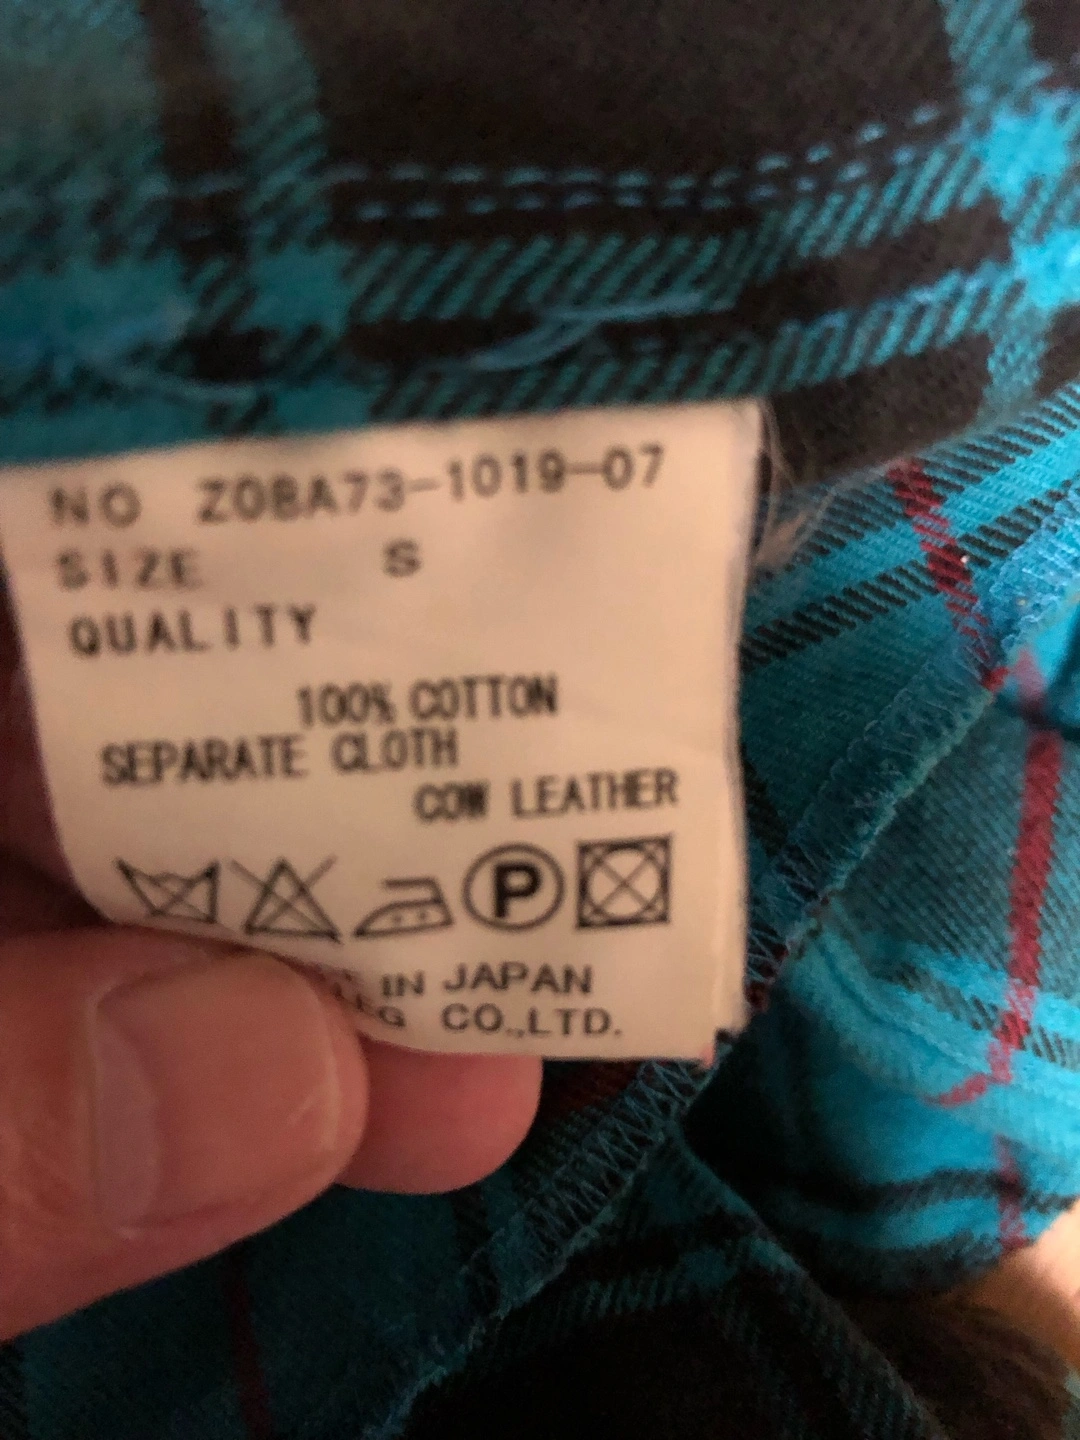 NO Z08A73-1019-07
SIZE S
QUALITY
100% COTTON
SEPARATE CLOTH
COW LEATHER
P
IN JAPAN
CO.,LTD.